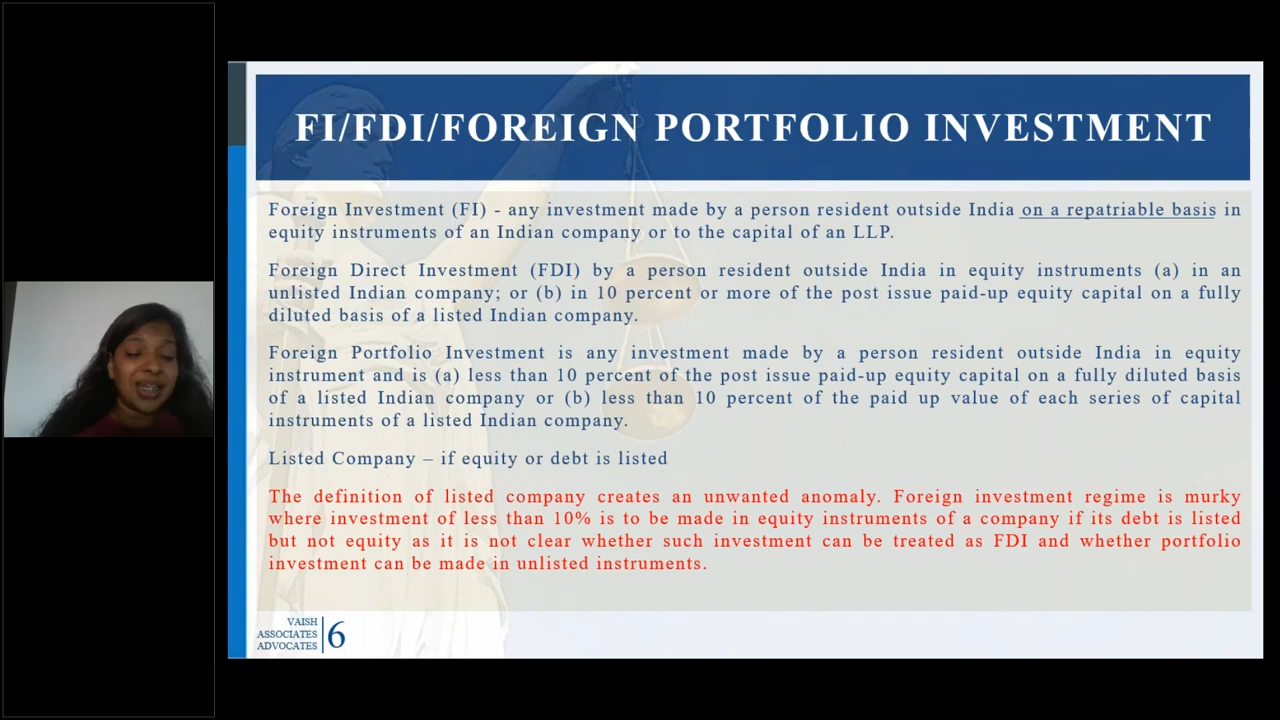 FI/FDI/FOREIGN PORTFOLIO INVESTMENT
Foreign Investment (FI) - any investment made by a person resident outside India on a repatriable basis in
equity instruments of an Indian company or to the capital of an LLP.
Foreign Direct Investment (FDI) by a person resident outside India in equity instruments (a) in an
unlisted Indian company; or (b) in 10 percent or more of the post issue paid-up equity capital on a fully
diluted basis of a listed Indian company.
Foreign Portfolio Investment is any investment made by a person resident outside India in equity
instrument and is (a) less than 10 percent of the post issue paid-up equity capital on a fully diluted basis
of a listed Indian company or (b) less than 10 percent of the paid up value of each series of capital
instruments of a listed Indian company.
Listed Company – if equity or debt is listed
The definition of listed company creates an unwanted anomaly. Foreign investment regime is murky
where investment of less than 10% is to be made in equity instruments of a company if its debt is listed
but not equity as it is not clear whether such investment can be treated as FDI and whether portfolio
investment can be made in unlisted instruments.
VAISH
ASSOCIATES
ADVOCATES
6